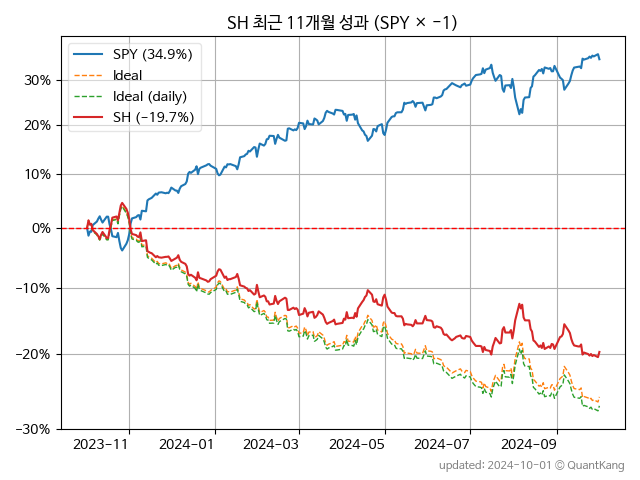 SH 최근 11개월 성과 (SPY × −1)
SPY (34.9%)
Ideal
Ideal (daily)
SH (−19.7%)
30%
20%
10%
0%
−10%
−20%
−30%
2023-11
2024-01
2024-03
2024-05
2024-07
2024-09
updated: 2024-10-01 © QuantKang